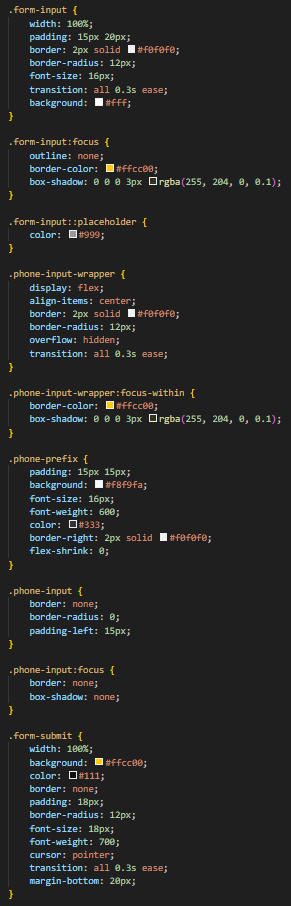 .form-input {
width: 100%;
padding: 15px 20px;
border: 2px solid #f0f0f0;
border-radius: 12px;
font-size: 16px;
transition: all 0.3s ease;
background: #fff;
}
.form-input:focus {
outline: none;
border-color: #ffcc00;
box-shadow: 0 0 0 3px rgba(255, 204, 0, 0.1);
}
.form-input::placeholder {
color: #999;
}
.phone-input-wrapper {
display: flex;
align-items: center;
border: 2px solid #f0f0f0;
border-radius: 12px;
overflow: hidden;
transition: all 0.3s ease;
}
.phone-input-wrapper:focus-within {
border-color: #ffcc00;
box-shadow: 0 0 0 3px rgba(255, 204, 0, 0.1);
}
.phone-prefix {
padding: 15px 15px;
background: #f8f9fa;
font-size: 16px;
font-weight: 600;
color: #333;
border-right: 2px solid #f0f0f0;
flex-shrink: 0;
}
.phone-input {
border: none;
border-radius: 0;
padding-left: 15px;
}
.phone-input:focus {
border: none;
box-shadow: none;
}
.form-submit {
width: 100%;
background: #ffcc00;
color: #111;
border: none;
padding: 18px;
border-radius: 12px;
font-size: 18px;
font-weight: 700;
cursor: pointer;
transition: all 0.3s ease;
margin-bottom: 20px;
}